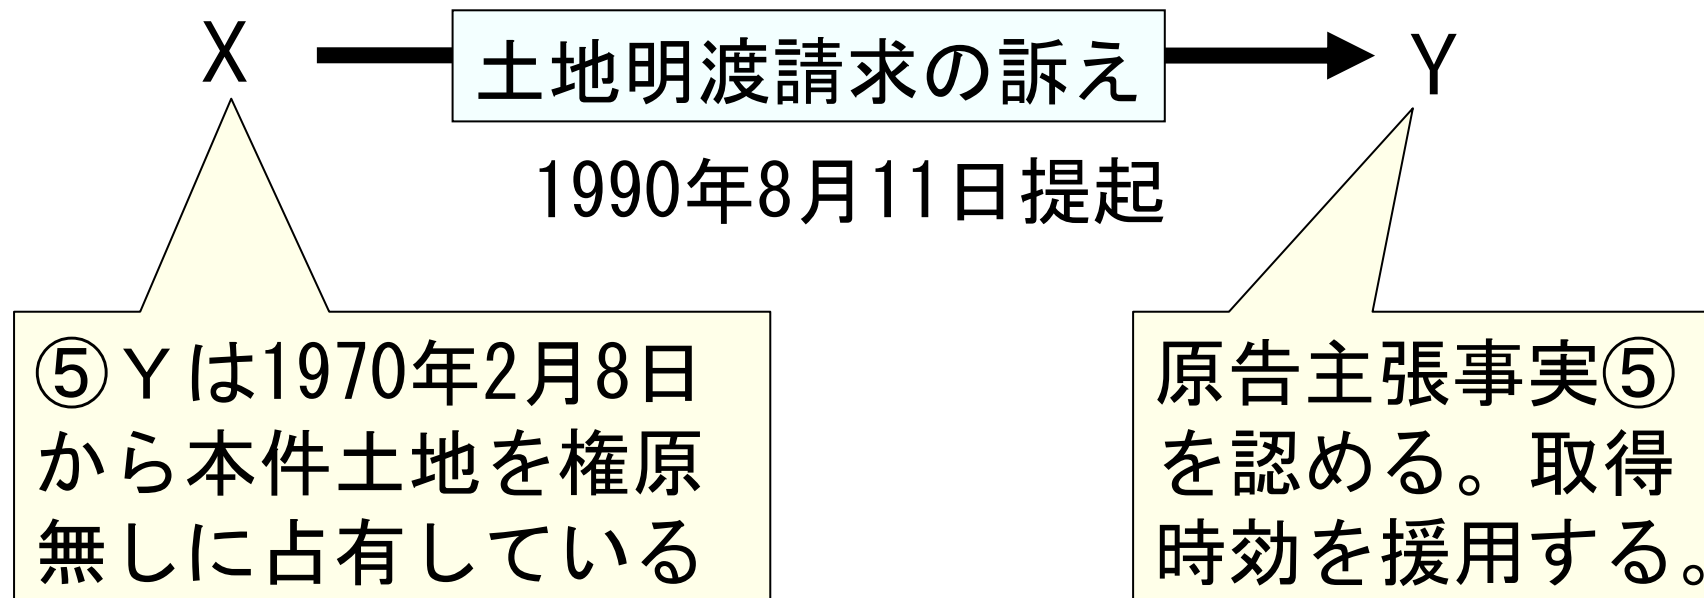 X
土地明渡請求の訴え
Y
1990年8月11日提起
⑤Yは1970年2月8日
から本件土地を権原
無しに占有している
原告主張事実⑤
を認める。取得
時効を援用する。